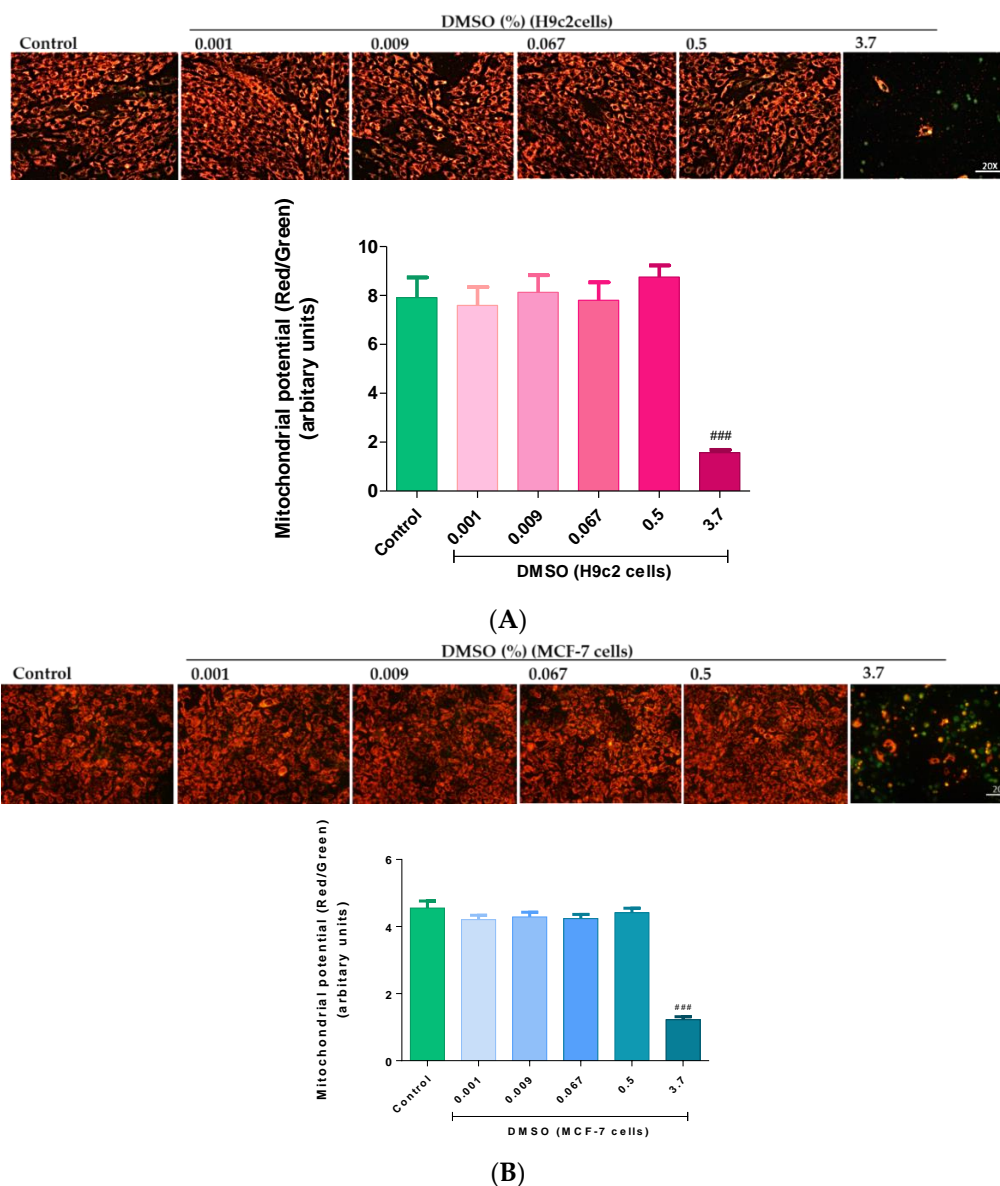 DMSO (%) (H9c2cells)
Control 0.001 0.009 0.067 0.5 3.7
20X
Mitochondrial potential (Red/Green)
(arbitary units)
10
8
6
4
2
0
###
Control 0.001 0.009 0.067 0.5 3.7
DMSO (H9c2 cells)
(A)
DMSO (%) (MCF-7 cells)
Control 0.001 0.009 0.067 0.5 3.7
Mitochondrial potential (Red/Green)
(arbitary units)
6
4
2
0
###
Control 0.001 0.009 0.067 0.5 3.7
DMSO (MCF-7 cells)
(B)